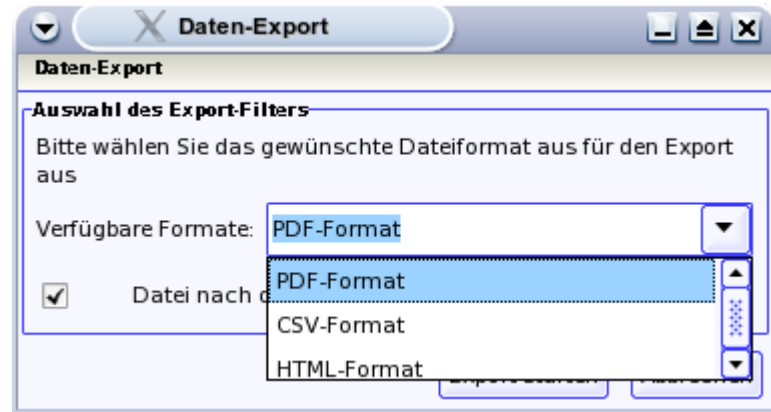 Daten-Export
Daten-Export
Auswahl des Export-Filters
Bitte wählen Sie das gewünschte Dateiformat aus für den Export
aus
Verfügbare Formate: PDF-Format
PDF-Format
Datei nach
CSV-Format
HTML-Format